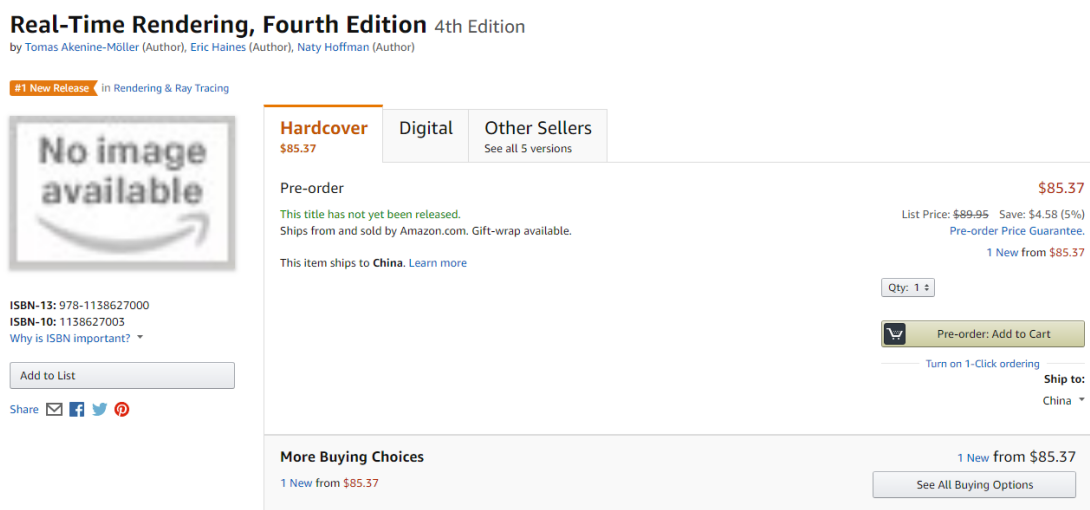 Real-Time Rendering, Fourth Edition 4th Edition
by Tomas Akenine-Möller (Author), Eric Haines (Author), Naty Hoffman (Author)
#1 New Release in Rendering & Ray Tracing
No image
available
ISBN-13: 978-1138627000
ISBN-10: 1138627003
Why is ISBN important?
Add to List
Share
Hardcover
$85.37
Digital
Other Sellers
See all 5 versions
Pre-order
$85.37
This title has not yet been released.
Ships from and sold by Amazon.com. Gift-wrap available.
This item ships to China. Learn more
List Price: $89.95 Save: $4.58 (5%)
Pre-order Price Guarantee.
1 New from $85.37
Qty: 1
Pre-order: Add to Cart
Turn on 1-Click ordering
Ship to:
China
More Buying Choices
1 New from $85.37
1 New from $85.37
See All Buying Options